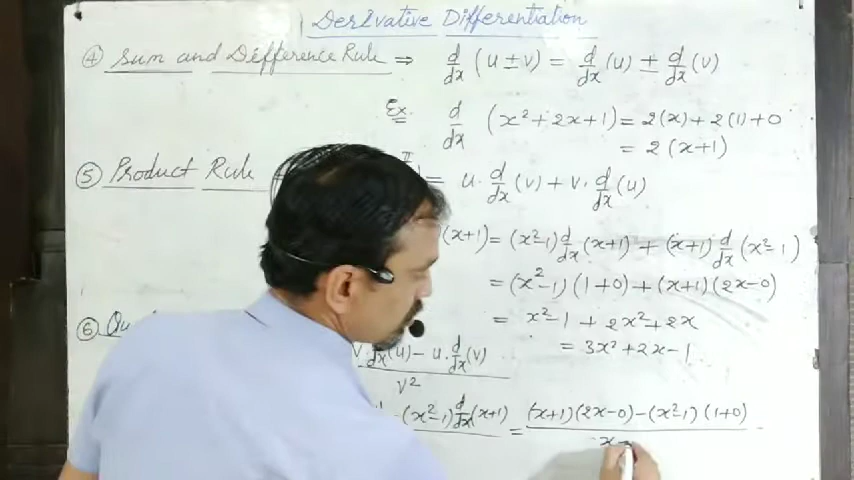 Derivative Differentiation
④ Sum and Difference Rule ⇒ d/dx (u ± v) = d/dx (u) ± d/dx (v)
Ex. d/dx (x² + 2x + 1) = 2(x) + 2(1) + 0
= 2(x+1)
⑤ Product Rule = u. d/dx (v) + v. d/dx (u)
(x+1) = (x²-1) d/dx (x+1) + (x+1) d/dx (x²-1)
= (x²-1)(1+0) + (x+1)(2x-0)
= x²-1 + 2x² + 2x
= 3x² + 2x - 1
⑥
V. d/dx (u) - u. d/dx (v)
V²
- (x²-1) d/dx (x+1) = (x+1)(2x-0) - (x²-1)(1+0)
x